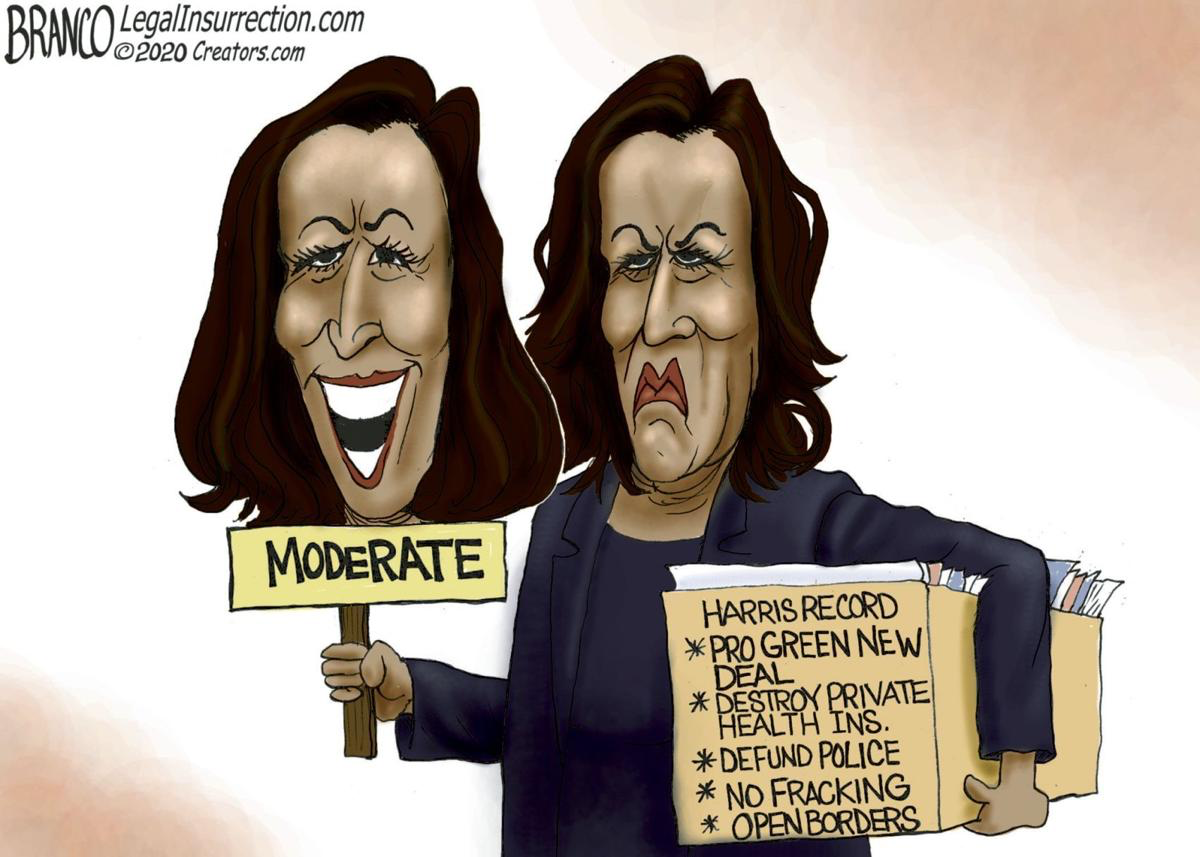 BRANCO LegalInsurrection.com
©2020 Creators.com
MODERATE
HARRIS RECORD
* PRO GREEN NEW
DEAL
* DESTROY PRIVATE
HEALTH INS.
* DEFUND POLICE
* NO FRACKING
* OPEN BORDERS